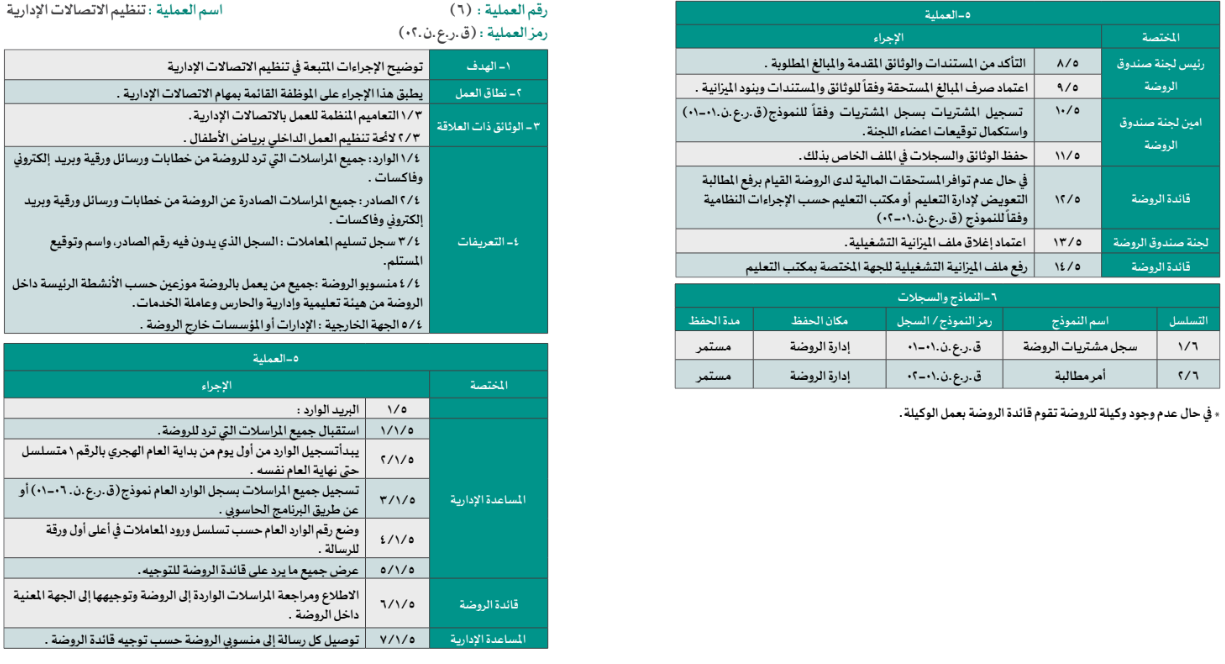 ٥-العملية
المختصة الإجراء
رئيس لجنة صندوق الروضة ٨/٥ التأكد من المستندات والوثائق المقدمة والمبالغ المطلوبة .
٩/٥ اعتماد صرف المبالغ المستحقة وفقاً للوثائق والمستندات وبنود الميزانية .
امين لجنة صندوق الروضة ١٠/٥ تسجيل المشتريات بسجل المشتريات وفقاً للنموذج(ق.ر.ع.ن.٠١-٠١)
واستكمال توقيعات اعضاء اللجنة.
١١/٥ حفظ الوثائق والسجلات في الملف الخاص بذلك.
قائدة الروضة ١٢/٥ في حال عدم توافر المستحقات المالية لدى الروضة القيام برفع المطالبة
التعويض لإدارة التعليم أو مكتب التعليم حسب الإجراءات النظامية
وفقاً للنموذج (ق.ر.ع.ن.٠١-٠٢)
لجنة صندوق الروضة ١٣/٥ اعتماد إغلاق ملف الميزانية التشغيلية.
قائدة الروضة ١٤/٥ رفع ملف الميزانية التشغيلية للجهة المختصة بمكتب التعليم
٦-النماذج والسجلات
التسلسل اسم النموذج رمز النموذج/ السجل مكان الحفظ مدة الحفظ
١/٦ سجل مشتريات الروضة ق.ر.ع.ن.٠١-٠١ إدارة الروضة مستمر
٢/٦ أمر مطالبة ق.ر.ع.ن.٠١-٠٢ إدارة الروضة مستمر
* في حال عدم وجود وكيلة للروضة تقوم قائدة الروضة بعمل الوكيلة.
رقم العملية : (٦) اسم العملية : تنظيم الاتصالات الإدارية
رمز العملية : (ق.ر.ع.ن.٠٢)
١- الهدف توضيح الإجراءات المتبعة في تنظيم الاتصالات الإدارية
٢- نطاق العمل يطبق هذا الإجراء على الموظفة القائمة بمهام الاتصالات الإدارية .
٣- الوثائق ذات العلاقة ١/٣ التعاميم المنظمة للعمل بالاتصالات الإدارية.
٢/٣ لائحة تنظيم العمل الداخلي برياض الأطفال .
٤- التعريفات ١/٤ الوارد: جميع المراسلات التي ترد للروضة من خطابات ورسائل ورقية وبريد إلكتروني
وفاكسات .
٢/٤ الصادر: جميع المراسلات الصادرة عن الروضة من خطابات ورسائل ورقية وبريد
إلكتروني وفاكسات .
٣/٤ سجل تسليم المعاملات : السجل الذي يدون فيه رقم الصادر، واسم وتوقيع
المستلم.
٤/٤ منسوبو الروضة :جميع من يعمل بالروضة موزعين حسب الأنشطة الرئيسة داخل
الروضة من هيئة تعليمية وإدارية والحارس وعاملة الخدمات.
٥/٤ الجهة الخارجية : الإدارات أو المؤسسات خارج الروضة .
٥-العملية
المختصة الإجراء
المساعدة الإدارية ١/٥ البريد الوارد :
١/١/٥ استقبال جميع المراسلات التي ترد للروضة.
٢/١/٥ يبدأتسجيل الوارد من أول يوم من بداية العام الهجري بالرقم ١ متسلسل
حتى نهاية العام نفسه .
٣/١/٥ تسجيل جميع المراسلات بسجل الوارد العام نموذج(ق.ر.ع.ن.٠٦-٠١) أو
عن طريق البرنامج الحاسوبي .
٤/١/٥ وضع رقم الوارد العام حسب تسلسل ورود المعاملات في أعلى أول ورقة
للرسالة .
٥/١/٥ عرض جميع ما يرد على قائدة الروضة للتوجيه.
قائدة الروضة ٦/١/٥ الاطلاع ومراجعة المراسلات الواردة إلى الروضة وتوجيهها إلى الجهة المعنية
داخل الروضة .
المساعدة الإدارية ٧/١/٥ توصيل كل رسالة إلى منسوبي الروضة حسب توجيه قائدة الروضة .